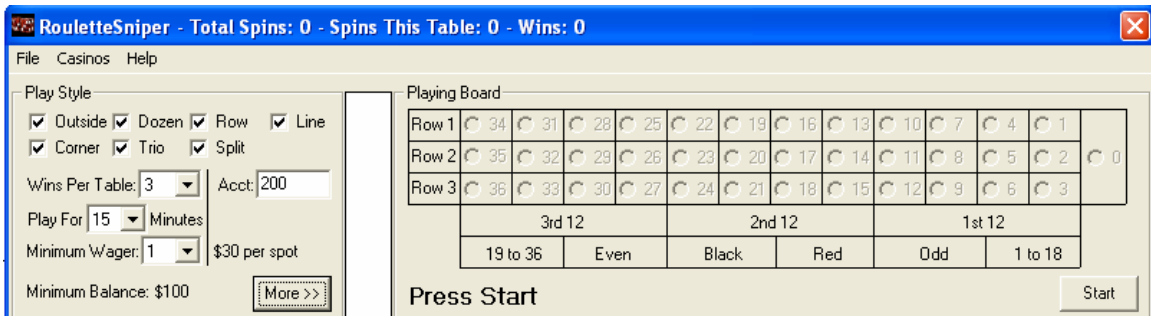 RouletteSniper - Total Spins: 0 - Spins This Table: 0 - Wins: 0
File Casinos Help
Play Style
Outside Dozen Row Line
Corner Trio Split
Wins Per Table: 3 Acct: 200
Play For 15 Minutes
Minimum Wager: 1 $30 per spot
Minimum Balance: $100 More >>
Playing Board
Row 1 34 31 28 25 22 19 16 13 10 7 4 1
Row 2 35 32 29 26 23 20 17 14 11 8 5 2 0
Row 3 36 33 30 27 24 21 18 15 12 9 6 3
3rd 12 2nd 12 1st 12
19 to 36 Even Black Red Odd 1 to 18
Press Start Start